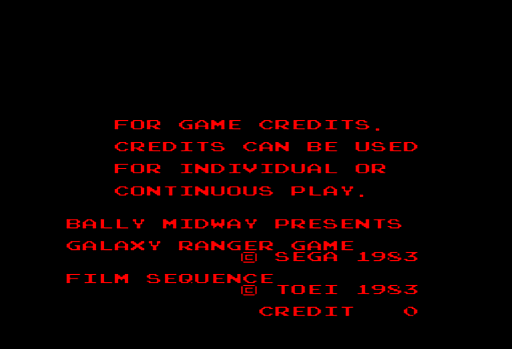 FOR GAME CREDITS,
CREDITS CAN BE USED
FOR INDIVIDUAL OR
CONTINUOUS PLAY.
BALLY MIDWAY PRESENTS
GALAXY RANGER GAME
© SEGA 1983
FILM SEQUENCE
© TOEI 1983
CREDIT 0